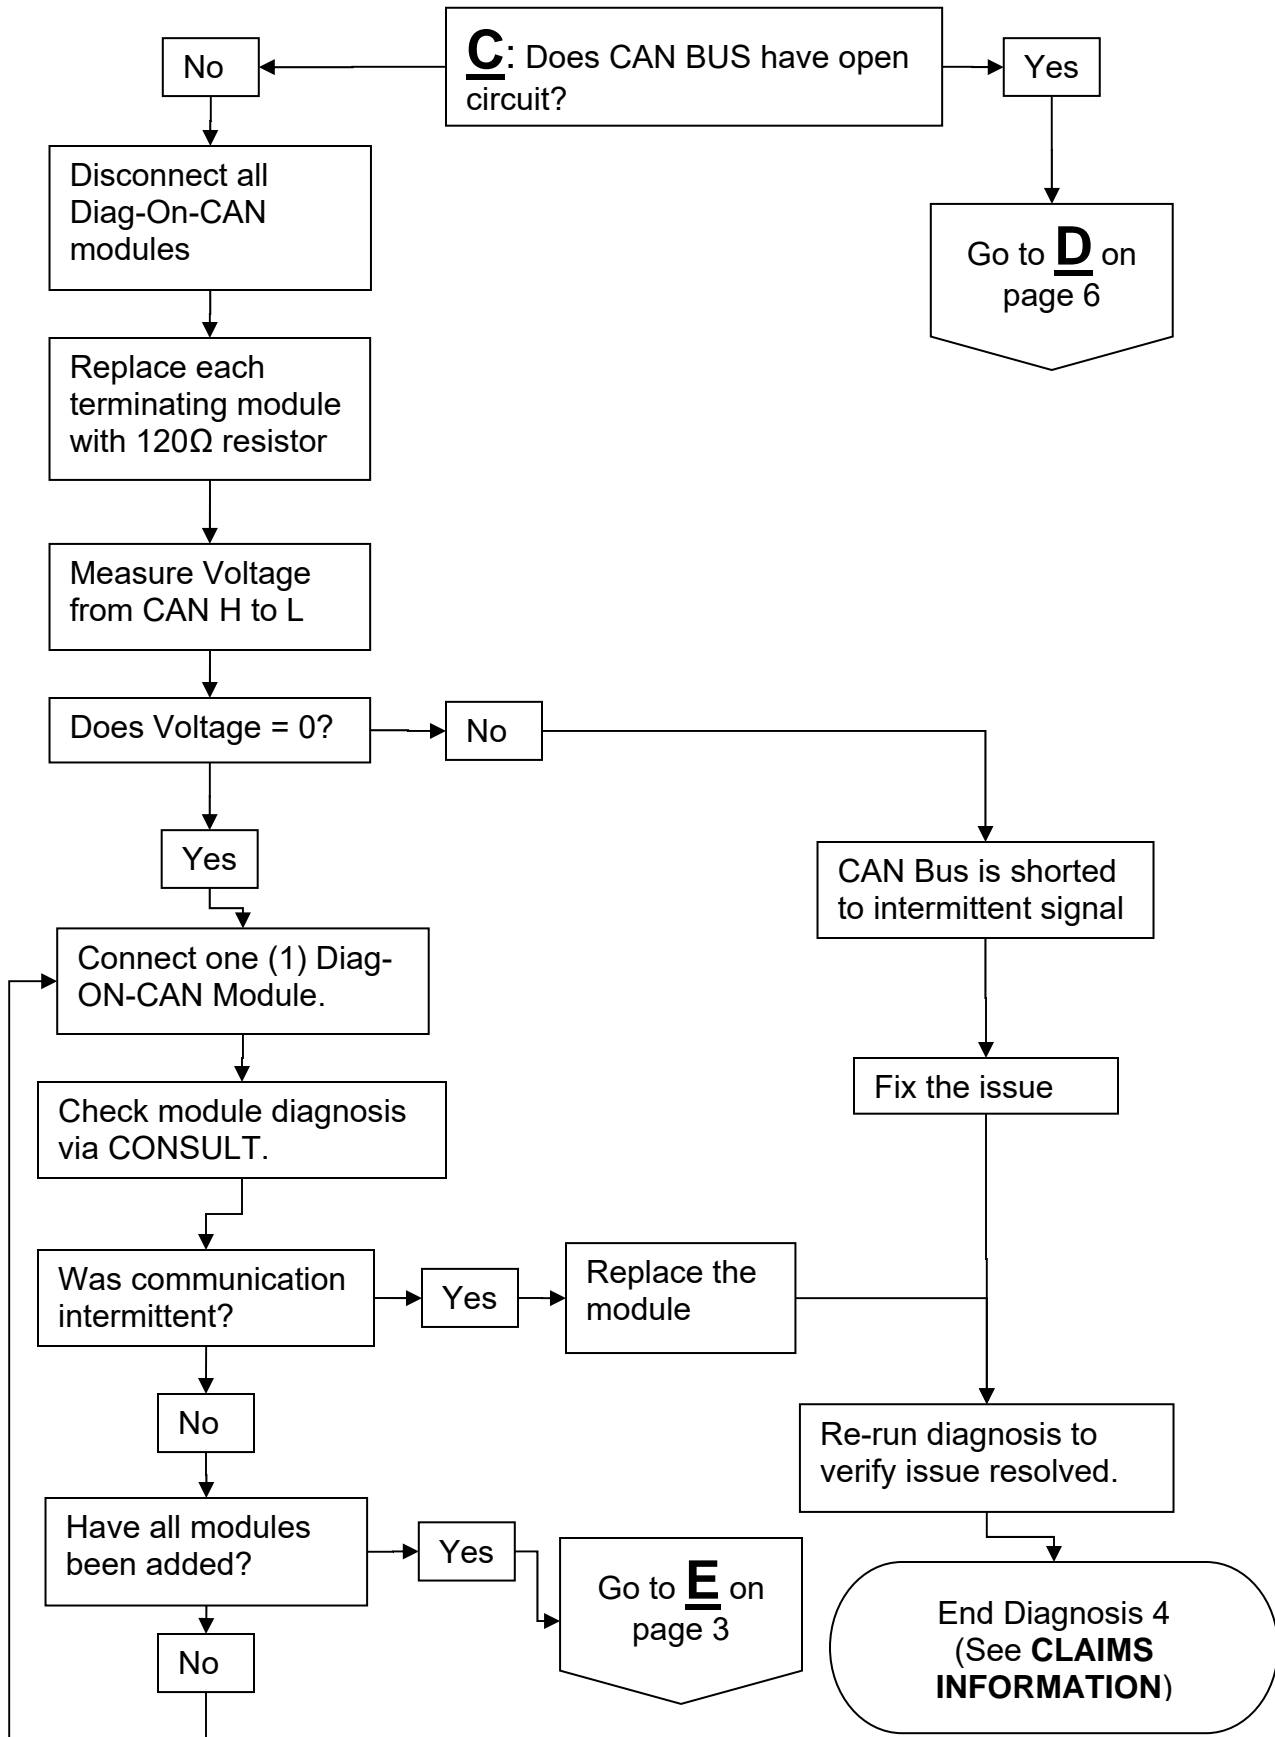 C: Does CAN BUS have open
circuit?
No
Yes
Disconnect all
Diag-On-CAN
modules
Go to D on
page 6
Replace each
terminating module
with 120Ω resistor
Measure Voltage
from CAN H to L
Does Voltage = 0?
No
Yes
CAN Bus is shorted
to intermittent signal
Connect one (1) Diag-
ON-CAN Module.
Fix the issue
Check module diagnosis
via CONSULT.
Was communication
intermittent?
Yes
Replace the
module
No
Re-run diagnosis to
verify issue resolved.
Have all modules
been added?
Yes
Go to E on
page 3
End Diagnosis 4
(See CLAIMS
INFORMATION)
No